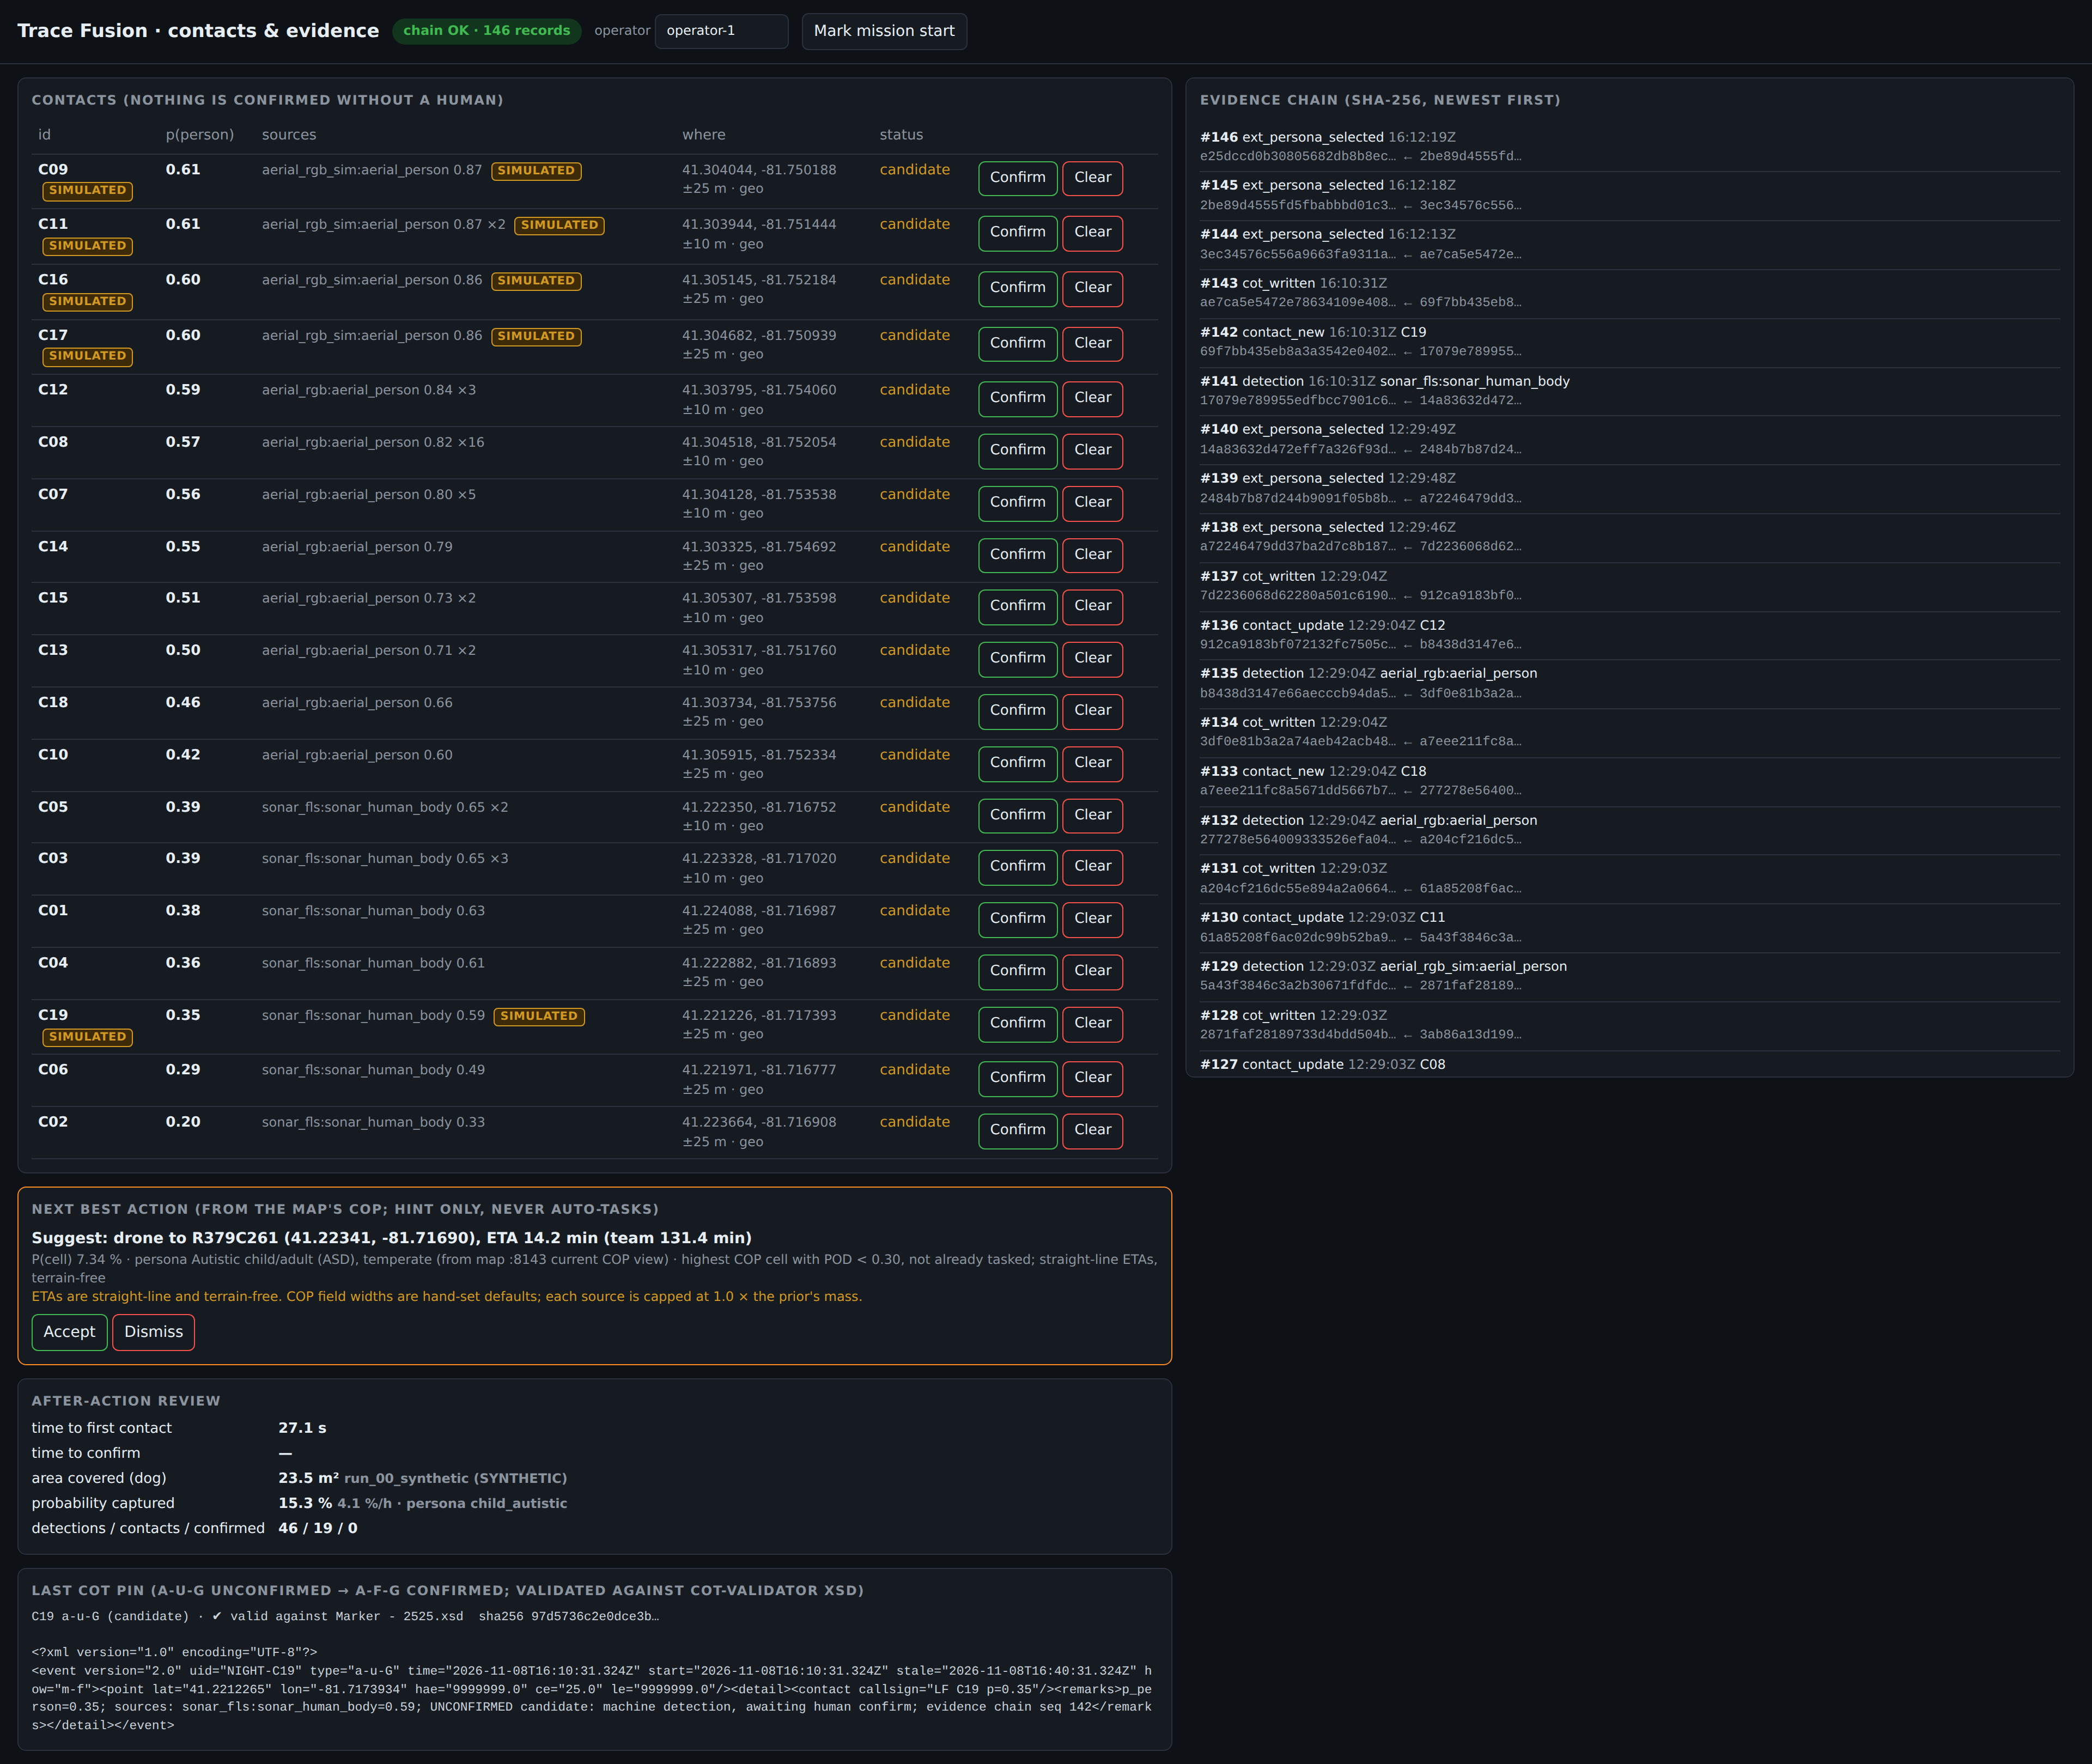 Trace Fusion · contacts & evidence chain OK · 146 records operator operator-1 Mark mission start
CONTACTS (NOTHING IS CONFIRMED WITHOUT A HUMAN)
id p(person) sources where status
C09 0.61 aerial_rgb_sim:aerial_person 0.87 SIMULATED 41.304044, -81.750188 candidate Confirm Clear
SIMULATED ±25 m · geo
C11 0.61 aerial_rgb_sim:aerial_person 0.87 ×2 SIMULATED 41.303944, -81.751444 candidate Confirm Clear
SIMULATED ±10 m · geo
C16 0.60 aerial_rgb_sim:aerial_person 0.86 SIMULATED 41.305145, -81.752184 candidate Confirm Clear
SIMULATED ±25 m · geo
C17 0.60 aerial_rgb_sim:aerial_person 0.86 SIMULATED 41.304682, -81.750939 candidate Confirm Clear
SIMULATED ±25 m · geo
C12 0.59 aerial_rgb:aerial_person 0.84 ×3 41.303795, -81.754060 candidate Confirm Clear
±10 m · geo
C08 0.57 aerial_rgb:aerial_person 0.82 ×16 41.304518, -81.752054 candidate Confirm Clear
±10 m · geo
C07 0.56 aerial_rgb:aerial_person 0.80 ×5 41.304128, -81.753538 candidate Confirm Clear
±10 m · geo
C14 0.55 aerial_rgb:aerial_person 0.79 41.303325, -81.754692 candidate Confirm Clear
±25 m · geo
C15 0.51 aerial_rgb:aerial_person 0.73 ×2 41.305307, -81.753598 candidate Confirm Clear
±10 m · geo
C13 0.50 aerial_rgb:aerial_person 0.71 ×2 41.305317, -81.751760 candidate Confirm Clear
±10 m · geo
C18 0.46 aerial_rgb:aerial_person 0.66 41.303734, -81.753756 candidate Confirm Clear
±25 m · geo
C10 0.42 aerial_rgb:aerial_person 0.60 41.305915, -81.752334 candidate Confirm Clear
±25 m · geo
C05 0.39 sonar_fls:sonar_human_body 0.65 ×2 41.222350, -81.716752 candidate Confirm Clear
±10 m · geo
C03 0.39 sonar_fls:sonar_human_body 0.65 ×3 41.223328, -81.717020 candidate Confirm Clear
±10 m · geo
C01 0.38 sonar_fls:sonar_human_body 0.63 41.224088, -81.716987 candidate Confirm Clear
±25 m · geo
C04 0.36 sonar_fls:sonar_human_body 0.61 41.222882, -81.716893 candidate Confirm Clear
±25 m · geo
C19 0.35 sonar_fls:sonar_human_body 0.59 SIMULATED 41.221226, -81.717393 candidate Confirm Clear
SIMULATED ±25 m · geo
C06 0.29 sonar_fls:sonar_human_body 0.49 41.221971, -81.716777 candidate Confirm Clear
±25 m · geo
C02 0.20 sonar_fls:sonar_human_body 0.33 41.223664, -81.716908 candidate Confirm Clear
±25 m · geo
NEXT BEST ACTION (FROM THE MAP'S COP; HINT ONLY, NEVER AUTO-TASKS)
Suggest: drone to R379C261 (41.22341, -81.71690), ETA 14.2 min (team 131.4 min)
P(cell) 7.34 % · persona Autistic child/adult (ASD), temperate (from map :8143 current COP view) · highest COP cell with POD < 0.30, not already tasked; straight-line ETAs,
terrain-free
ETAs are straight-line and terrain-free. COP field widths are hand-set defaults; each source is capped at 1.0 × the prior's mass.
Accept Dismiss
AFTER-ACTION REVIEW
time to first contact 27.1 s
time to confirm —
area covered (dog) 23.5 m² run_00_synthetic (SYNTHETIC)
probability captured 15.3 % 4.1 %/h · persona child_autistic
detections / contacts / confirmed 46 / 19 / 0
LAST COT PIN (A-U-G UNCONFIRMED → A-F-G CONFIRMED; VALIDATED AGAINST COT-VALIDATOR XSD)
C19 a-u-G (candidate) · ✔ valid against Marker - 2525.xsd sha256 97d5736c2e0dce3b…
<?xml version="1.0" encoding="UTF-8"?>
<event version="2.0" uid="NIGHT-C19" type="a-u-G" time="2026-11-08T16:10:31.324Z" start="2026-11-08T16:10:31.324Z" stale="2026-11-08T16:40:31.324Z" h
ow="m-f"><point lat="41.2212265" lon="-81.7173934" hae="9999999.0" ce="25.0" le="9999999.0"/><detail><contact callsign="LF C19 p=0.35"/><remarks>p_pe
rson=0.35; sources: sonar_fls:sonar_human_body=0.59; UNCONFIRMED candidate: machine detection, awaiting human confirm; evidence chain seq 142</remark
s></detail></event>
EVIDENCE CHAIN (SHA-256, NEWEST FIRST)
#146 ext_persona_selected 16:12:19Z
e25dccd0b30805682db8b8ec… ← 2be89d4555fd…
#145 ext_persona_selected 16:12:18Z
2be89d4555fd5fbabbbd01c3… ← 3ec34576c556…
#144 ext_persona_selected 16:12:13Z
3ec34576c556a9663fa9311a… ← ae7ca5e5472e…
#143 cot_written 16:10:31Z
ae7ca5e5472e78634109e408… ← 69f7bb435eb8…
#142 contact_new 16:10:31Z C19
69f7bb435eb8a3a3542e0402… ← 17079e789955…
#141 detection 16:10:31Z sonar_fls:sonar_human_body
17079e789955edfbcc7901c6… ← 14a83632d472…
#140 ext_persona_selected 12:29:49Z
14a83632d472eff7a326f93d… ← 2484b7b87d24…
#139 ext_persona_selected 12:29:48Z
2484b7b87d244b9091f05b8b… ← a72246479dd3…
#138 ext_persona_selected 12:29:46Z
a72246479dd37ba2d7c8b187… ← 7d2236068d62…
#137 cot_written 12:29:04Z
7d2236068d62280a501c6190… ← 912ca9183bf0…
#136 contact_update 12:29:04Z C12
912ca9183bf072132fc7505c… ← b8438d3147e6…
#135 detection 12:29:04Z aerial_rgb:aerial_person
b8438d3147e66aecccb94da5… ← 3df0e81b3a2a…
#134 cot_written 12:29:04Z
3df0e81b3a2a74aeb42acb48… ← a7eee211fc8a…
#133 contact_new 12:29:04Z C18
a7eee211fc8a5671dd5667b7… ← 277278e56400…
#132 detection 12:29:04Z aerial_rgb:aerial_person
277278e564009333526efa04… ← a204cf216dc5…
#131 cot_written 12:29:03Z
a204cf216dc55e894a2a0664… ← 61a85208f6ac…
#130 contact_update 12:29:03Z C11
61a85208f6ac02dc99b52ba9… ← 5a43f3846c3a…
#129 detection 12:29:03Z aerial_rgb_sim:aerial_person
5a43f3846c3a2b30671fdfdc… ← 2871faf28189…
#128 cot_written 12:29:03Z
2871faf28189733d4bdd504b… ← 3ab86a13d199…
#127 contact_update 12:29:03Z C08